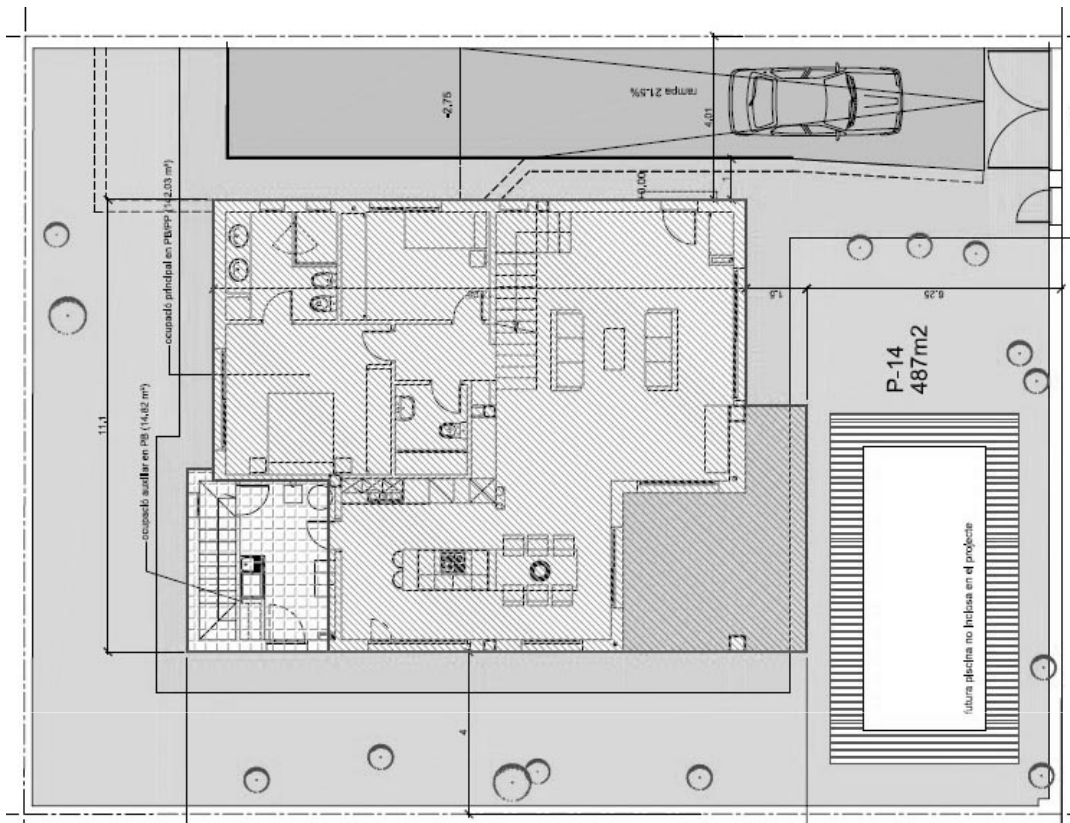 rampa 21.5%
-2,75
4,01
1
+0,00
ocupació principal en PB/PP (142.03 m²)
ocupació auxiliar en PB (14.82 m²)
11,1
1,5
6,25
P-14
487m2
futura piscina no inclosa en el projecte
4